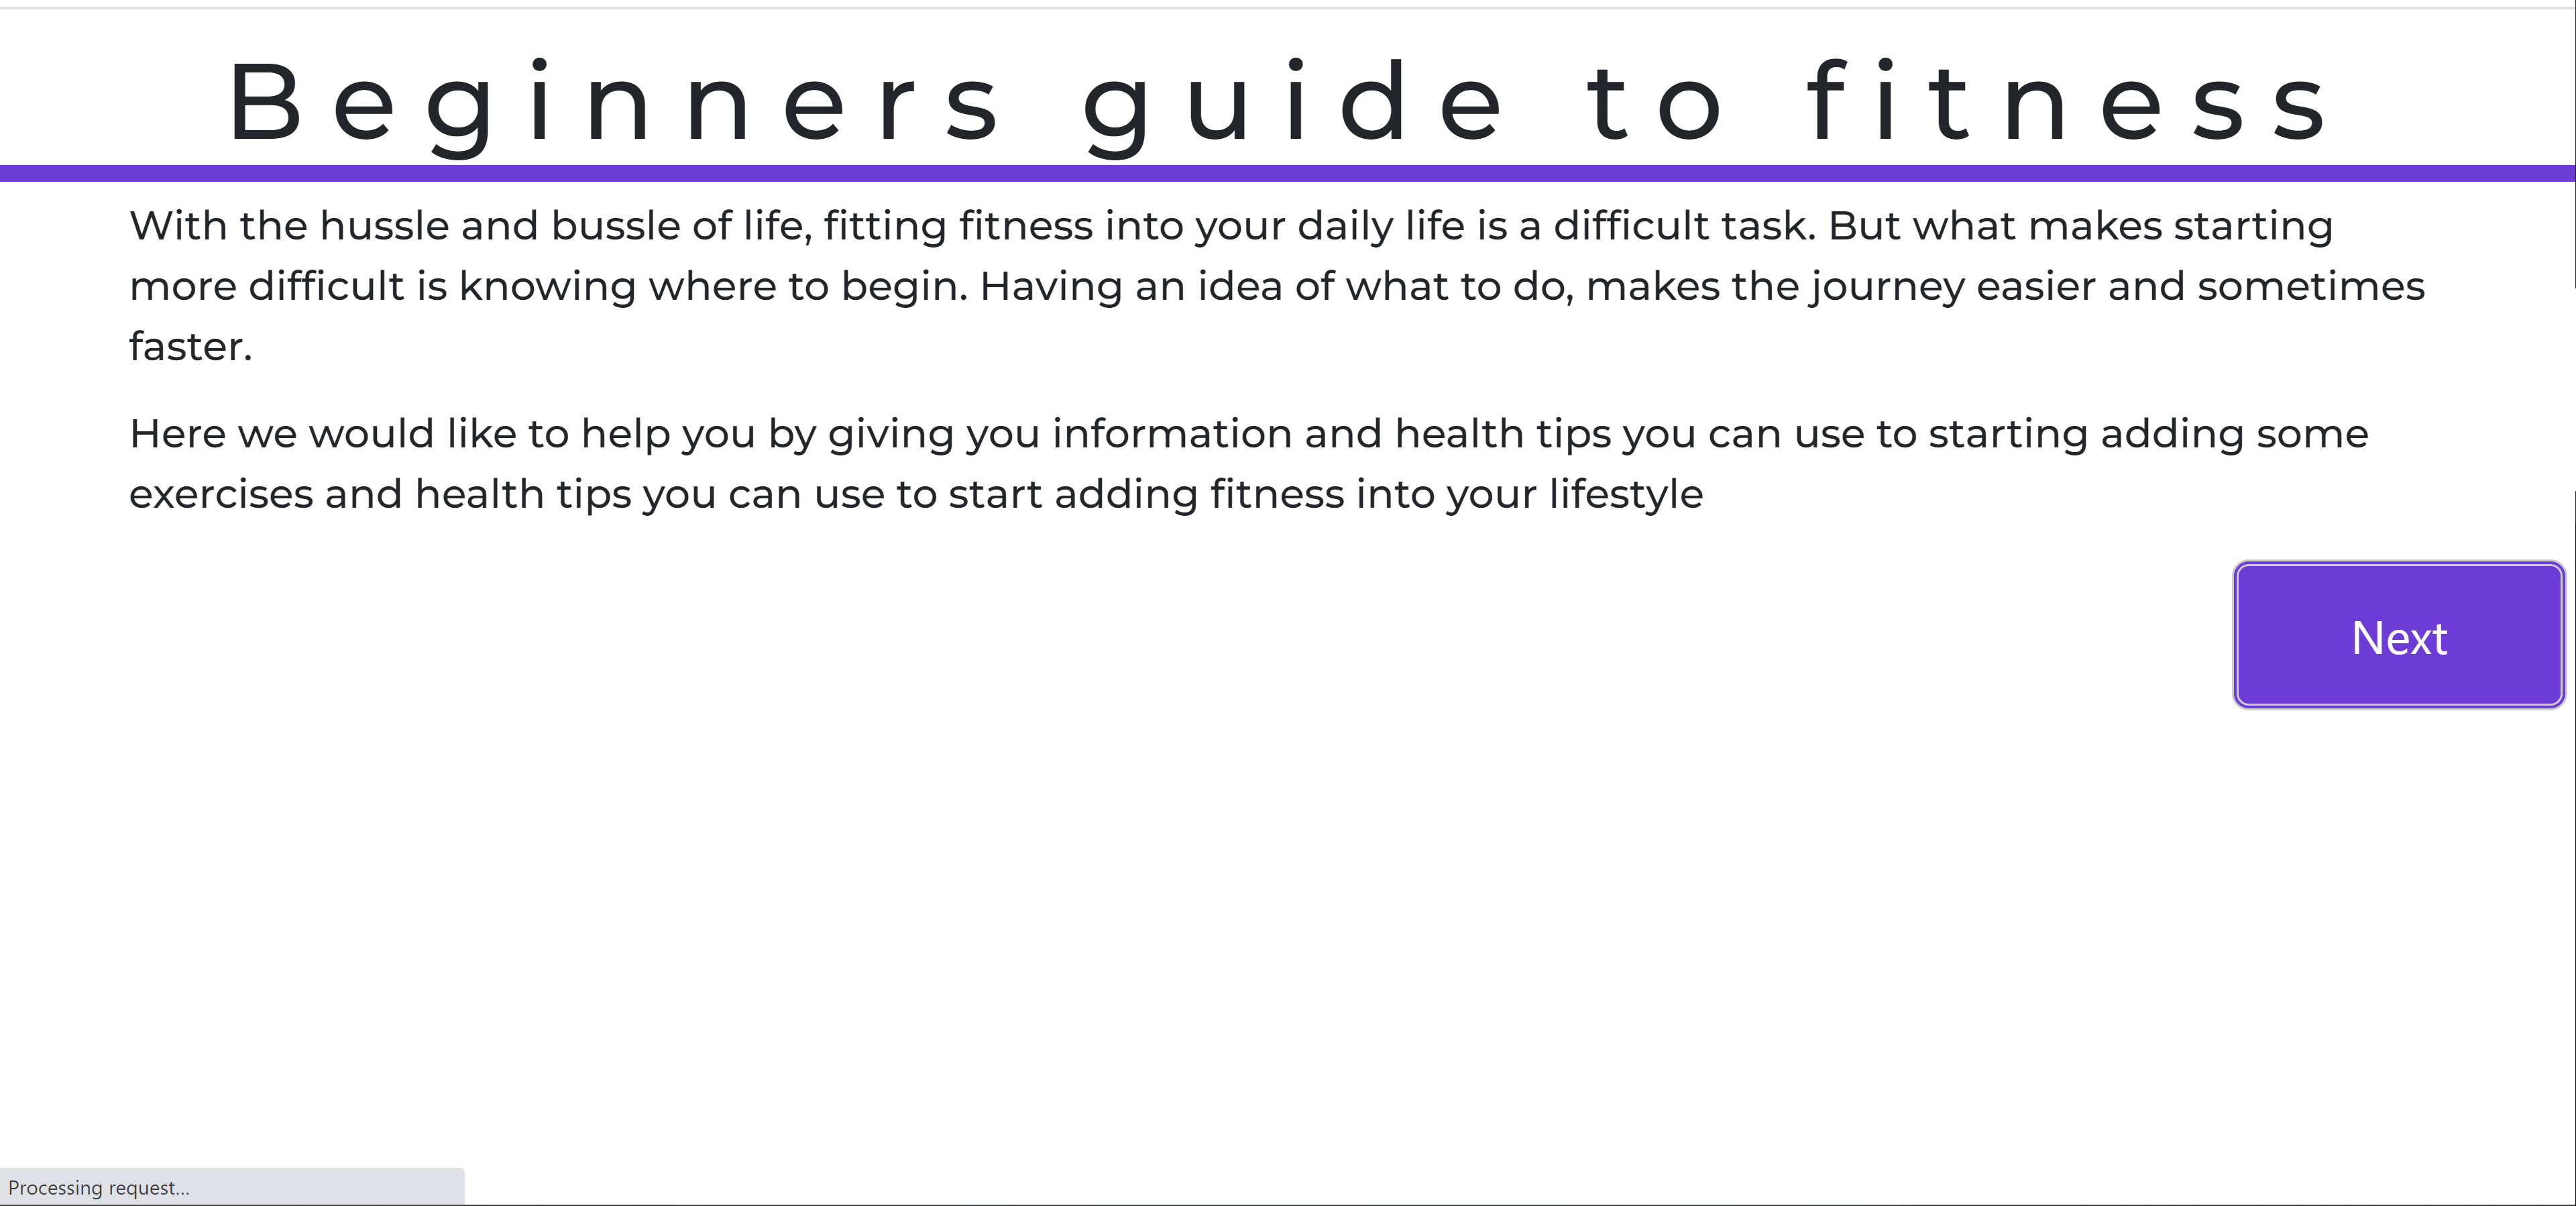 Beginners guide to fitness
With the hussle and bussle of life, fitting fitness into your daily life is a difficult task. But what makes starting
more difficult is knowing where to begin. Having an idea of what to do, makes the journey easier and sometimes
faster.
Here we would like to help you by giving you information and health tips you can use to starting adding some
exercises and health tips you can use to start adding fitness into your lifestyle
Next
Processing request...